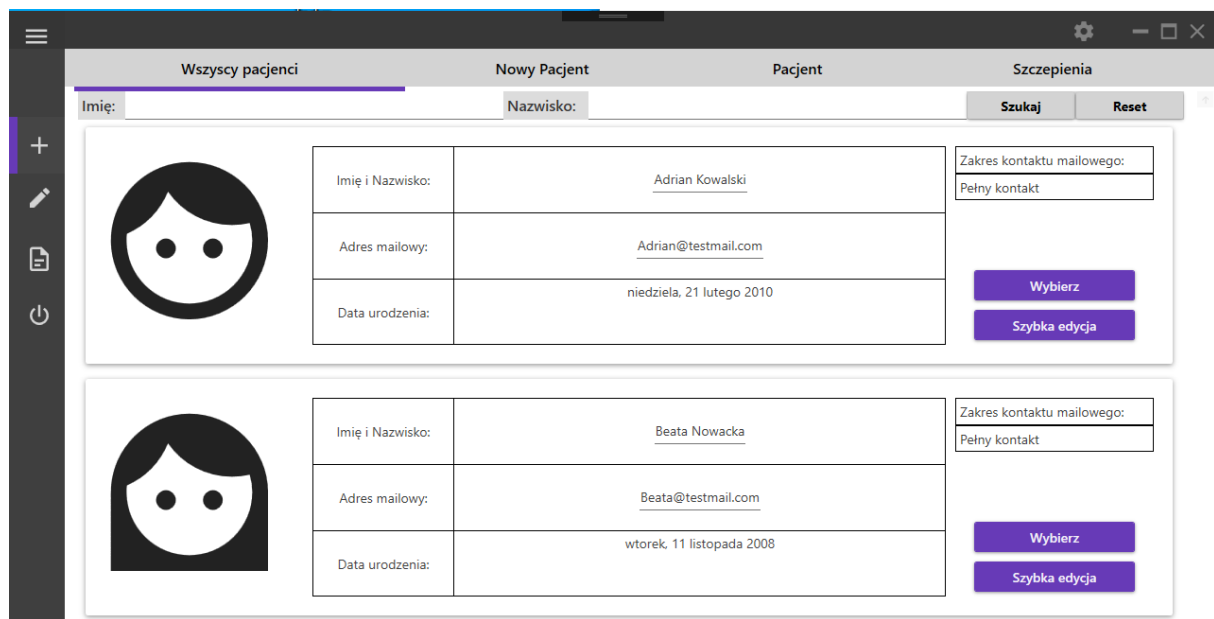 Wszyscy pacjenci Nowy Pacjent Pacjent Szczepienia
Imię: Nazwisko: Szukaj Reset
Imię i Nazwisko: Adrian Kowalski
Adres mailowy: Adrian@testmail.com
Data urodzenia: niedziela, 21 lutego 2010
Zakres kontaktu mailowego:
Pełny kontakt
Wybierz
Szybka edycja
Imię i Nazwisko: Beata Nowacka
Adres mailowy: Beata@testmail.com
Data urodzenia: wtorek, 11 listopada 2008
Zakres kontaktu mailowego:
Pełny kontakt
Wybierz
Szybka edycja